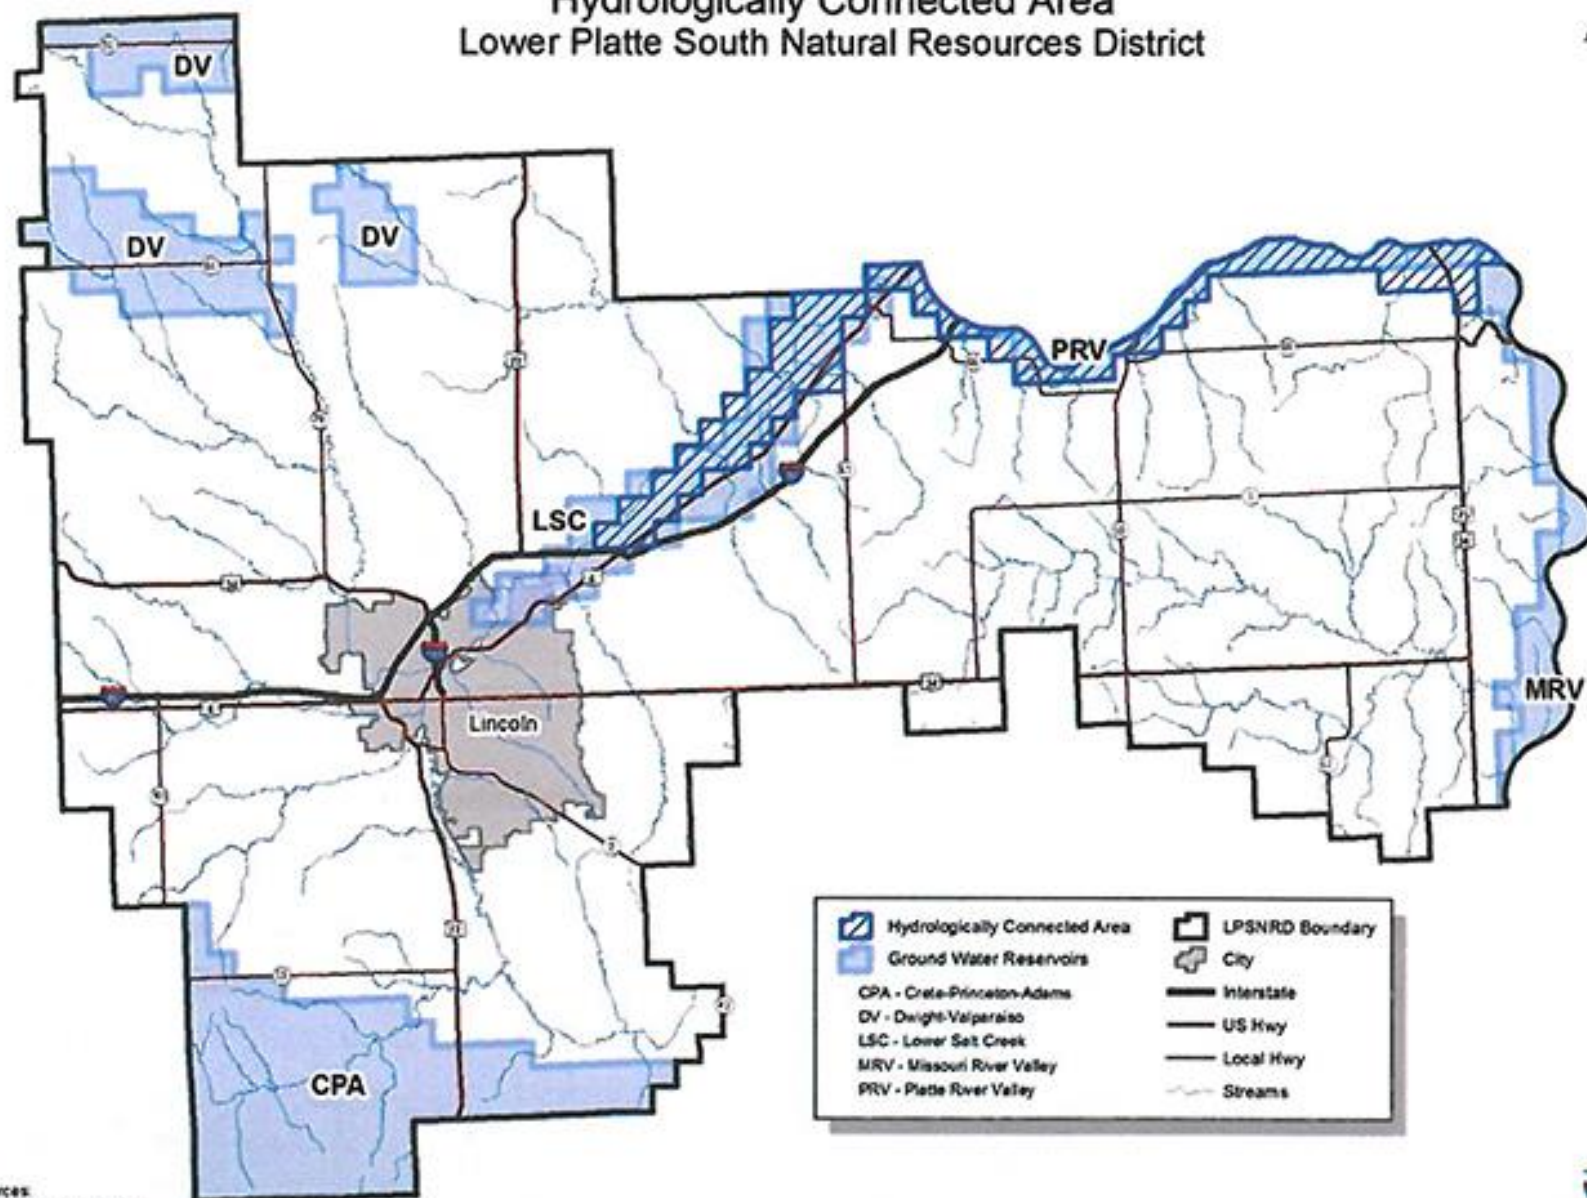 Hydrologically Connected Area
Lower Platte South Natural Resources District
DV
DV
DV
PRV
LSC
Lincoln
MRV
CPA
Hydrologically Connected Area
Ground Water Reservoirs
CPA - Crete-Princeton-Adams
DV - Dwight-Valparaiso
LSC - Lower Salt Creek
MRV - Missouri River Valley
PRV - Platte River Valley
LPSNRD Boundary
City
Interstate
US Hwy
Local Hwy
Streams